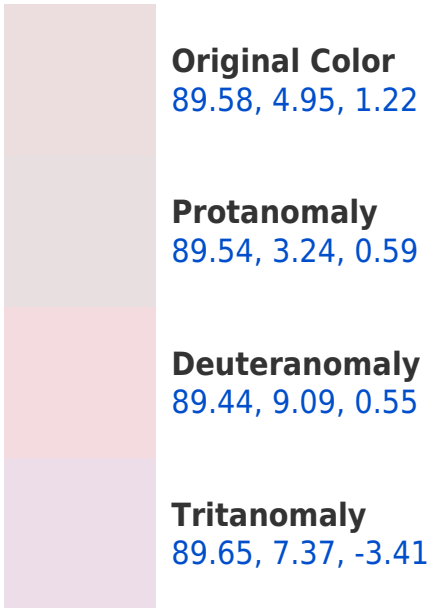 Original Color
89.58, 4.95, 1.22
Protanomaly
89.54, 3.24, 0.59
Deuteranomaly
89.44, 9.09, 0.55
Tritanomaly
89.65, 7.37, -3.41